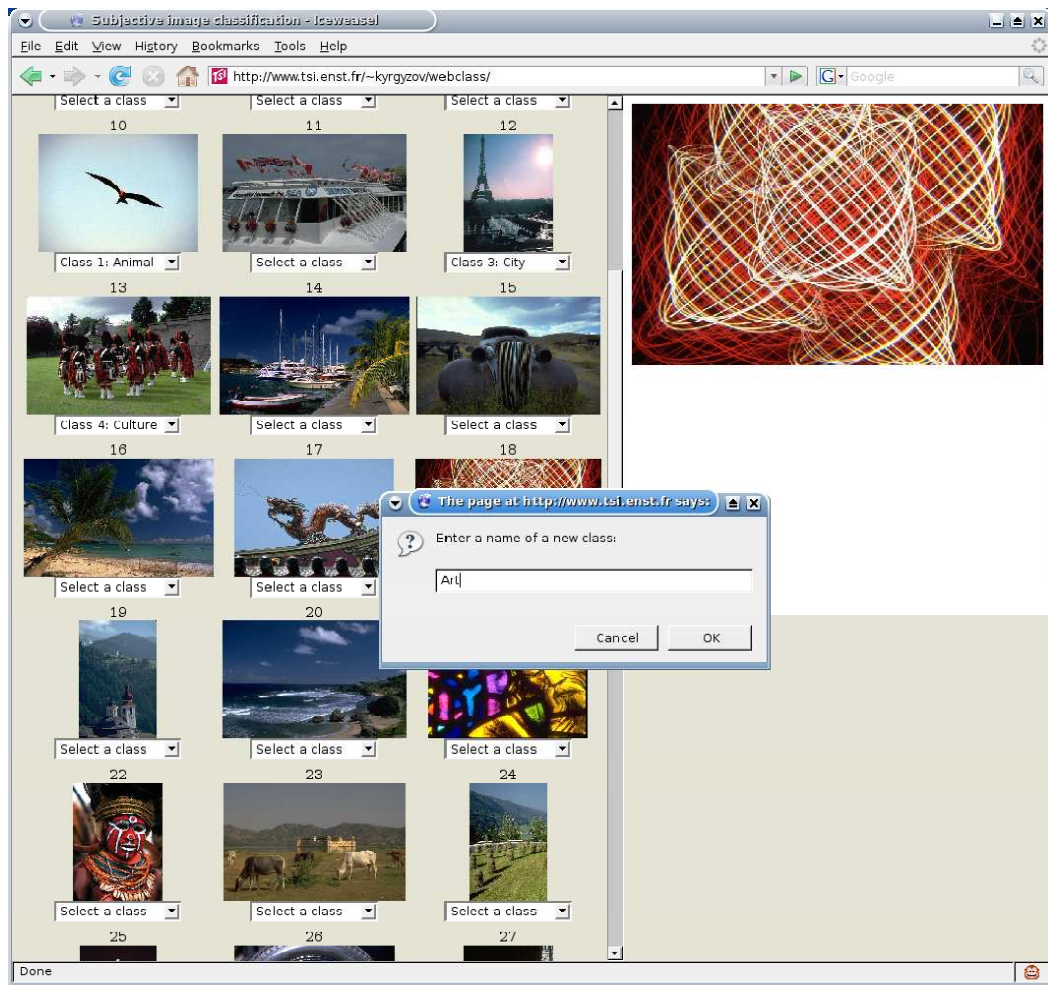 Subjective image classification - Iceweasel
File Edit View History Bookmarks Tools Help
http://www.tsi.enst.fr/~kyrgyzov/webclass/
G Google
Select a class Select a class Select a class
10 11 12
SEA
Class 1: Animal Select a class Class 3: City
13 14 15
Class 4: Culture Select a class Select a class
16 17 18
Select a class Select a class
The page at http://www.tsi.enst.fr says:
Enter a name of a new class:
Art
Cancel OK
19 20
Select a class Select a class Select a class
22 23 24
Select a class Select a class Select a class
25 26 27
Done